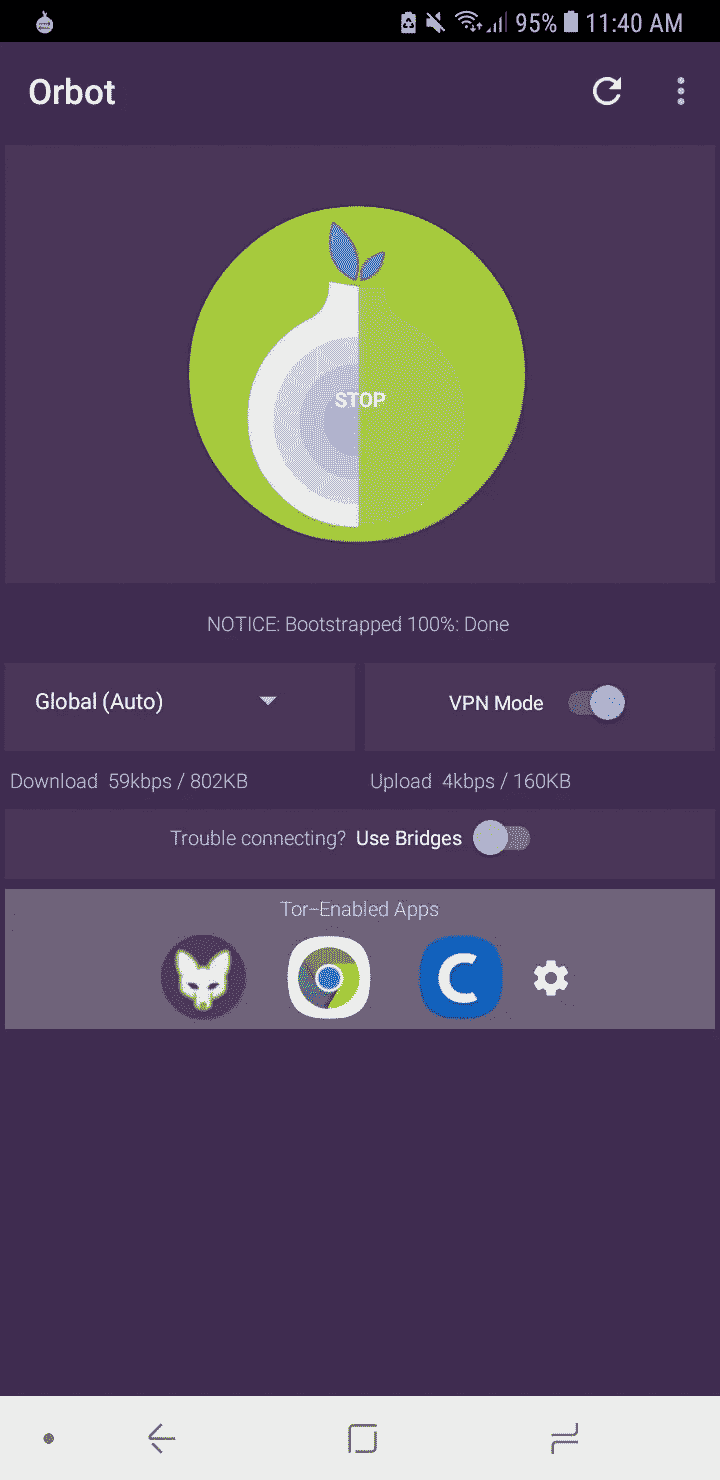 95% 11:40 AM
Orbot
STOP
NOTICE: Bootstrapped 100%: Done
Global (Auto)
VPN Mode
Download 59kbps / 802KB
Upload 4kbps / 160KB
Trouble connecting? Use Bridges
Tor-Enabled Apps